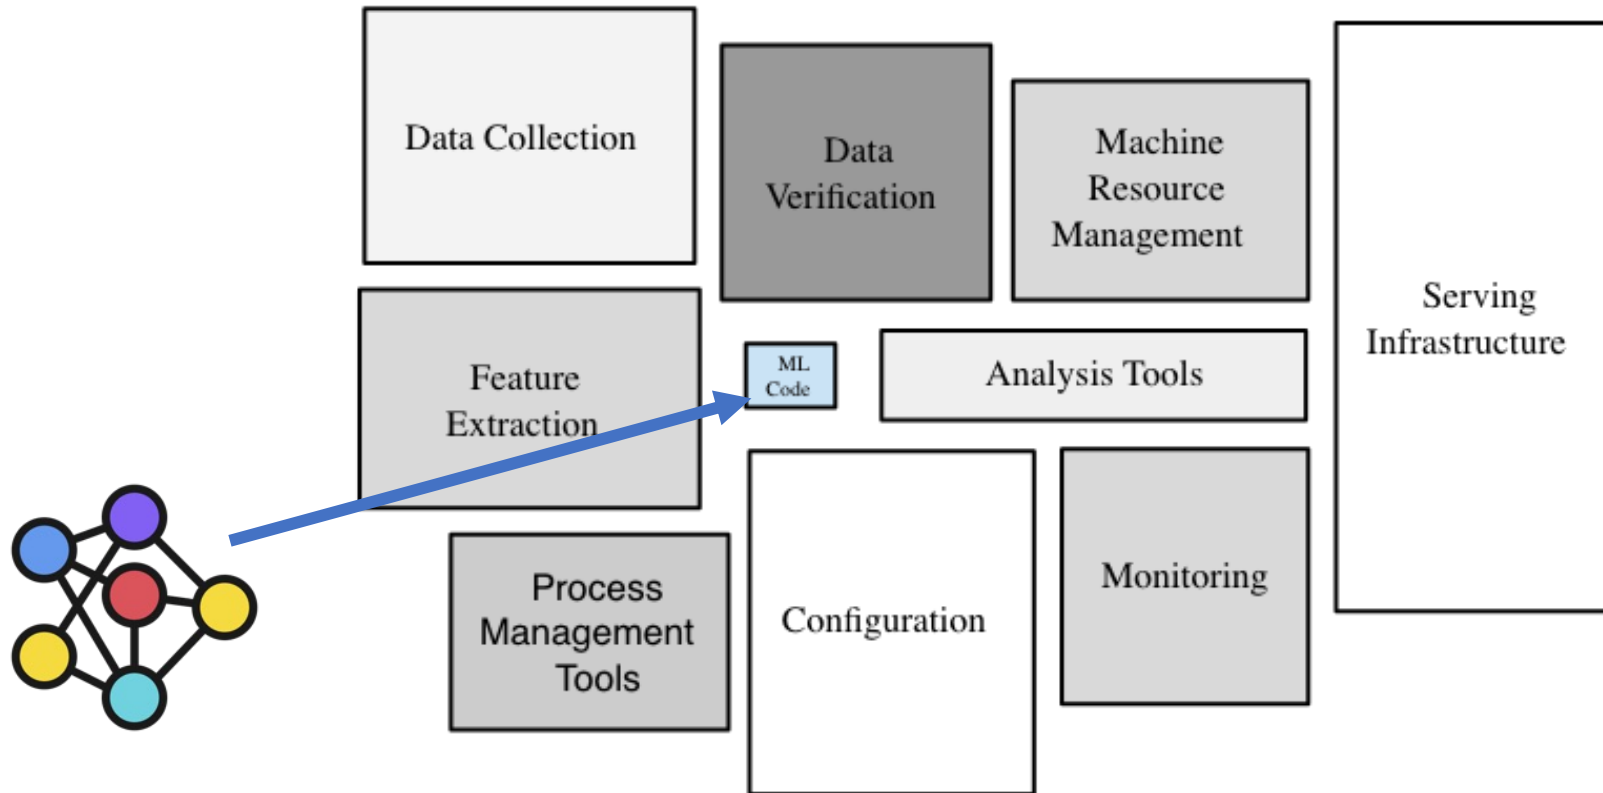 Data Collection
Data
Verification
Machine
Resource
Management
Serving
Infrastructure
Feature
Extraction
ML
Code
Analysis Tools
Process
Management
Tools
Configuration
Monitoring